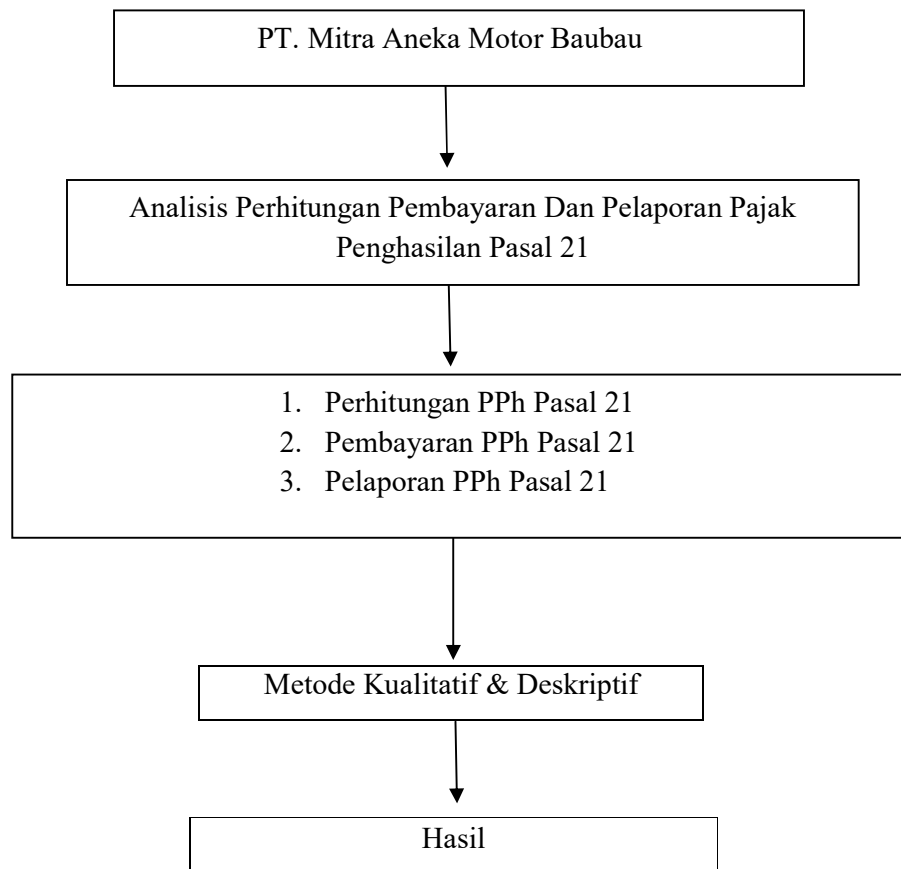 PT. Mitra Aneka Motor Baubau
Analisis Perhitungan Pembayaran Dan Pelaporan Pajak
Penghasilan Pasal 21
1. Perhitungan PPh Pasal 21
2. Pembayaran PPh Pasal 21
3. Pelaporan PPh Pasal 21
Metode Kualitatif & Deskriptif
Hasil